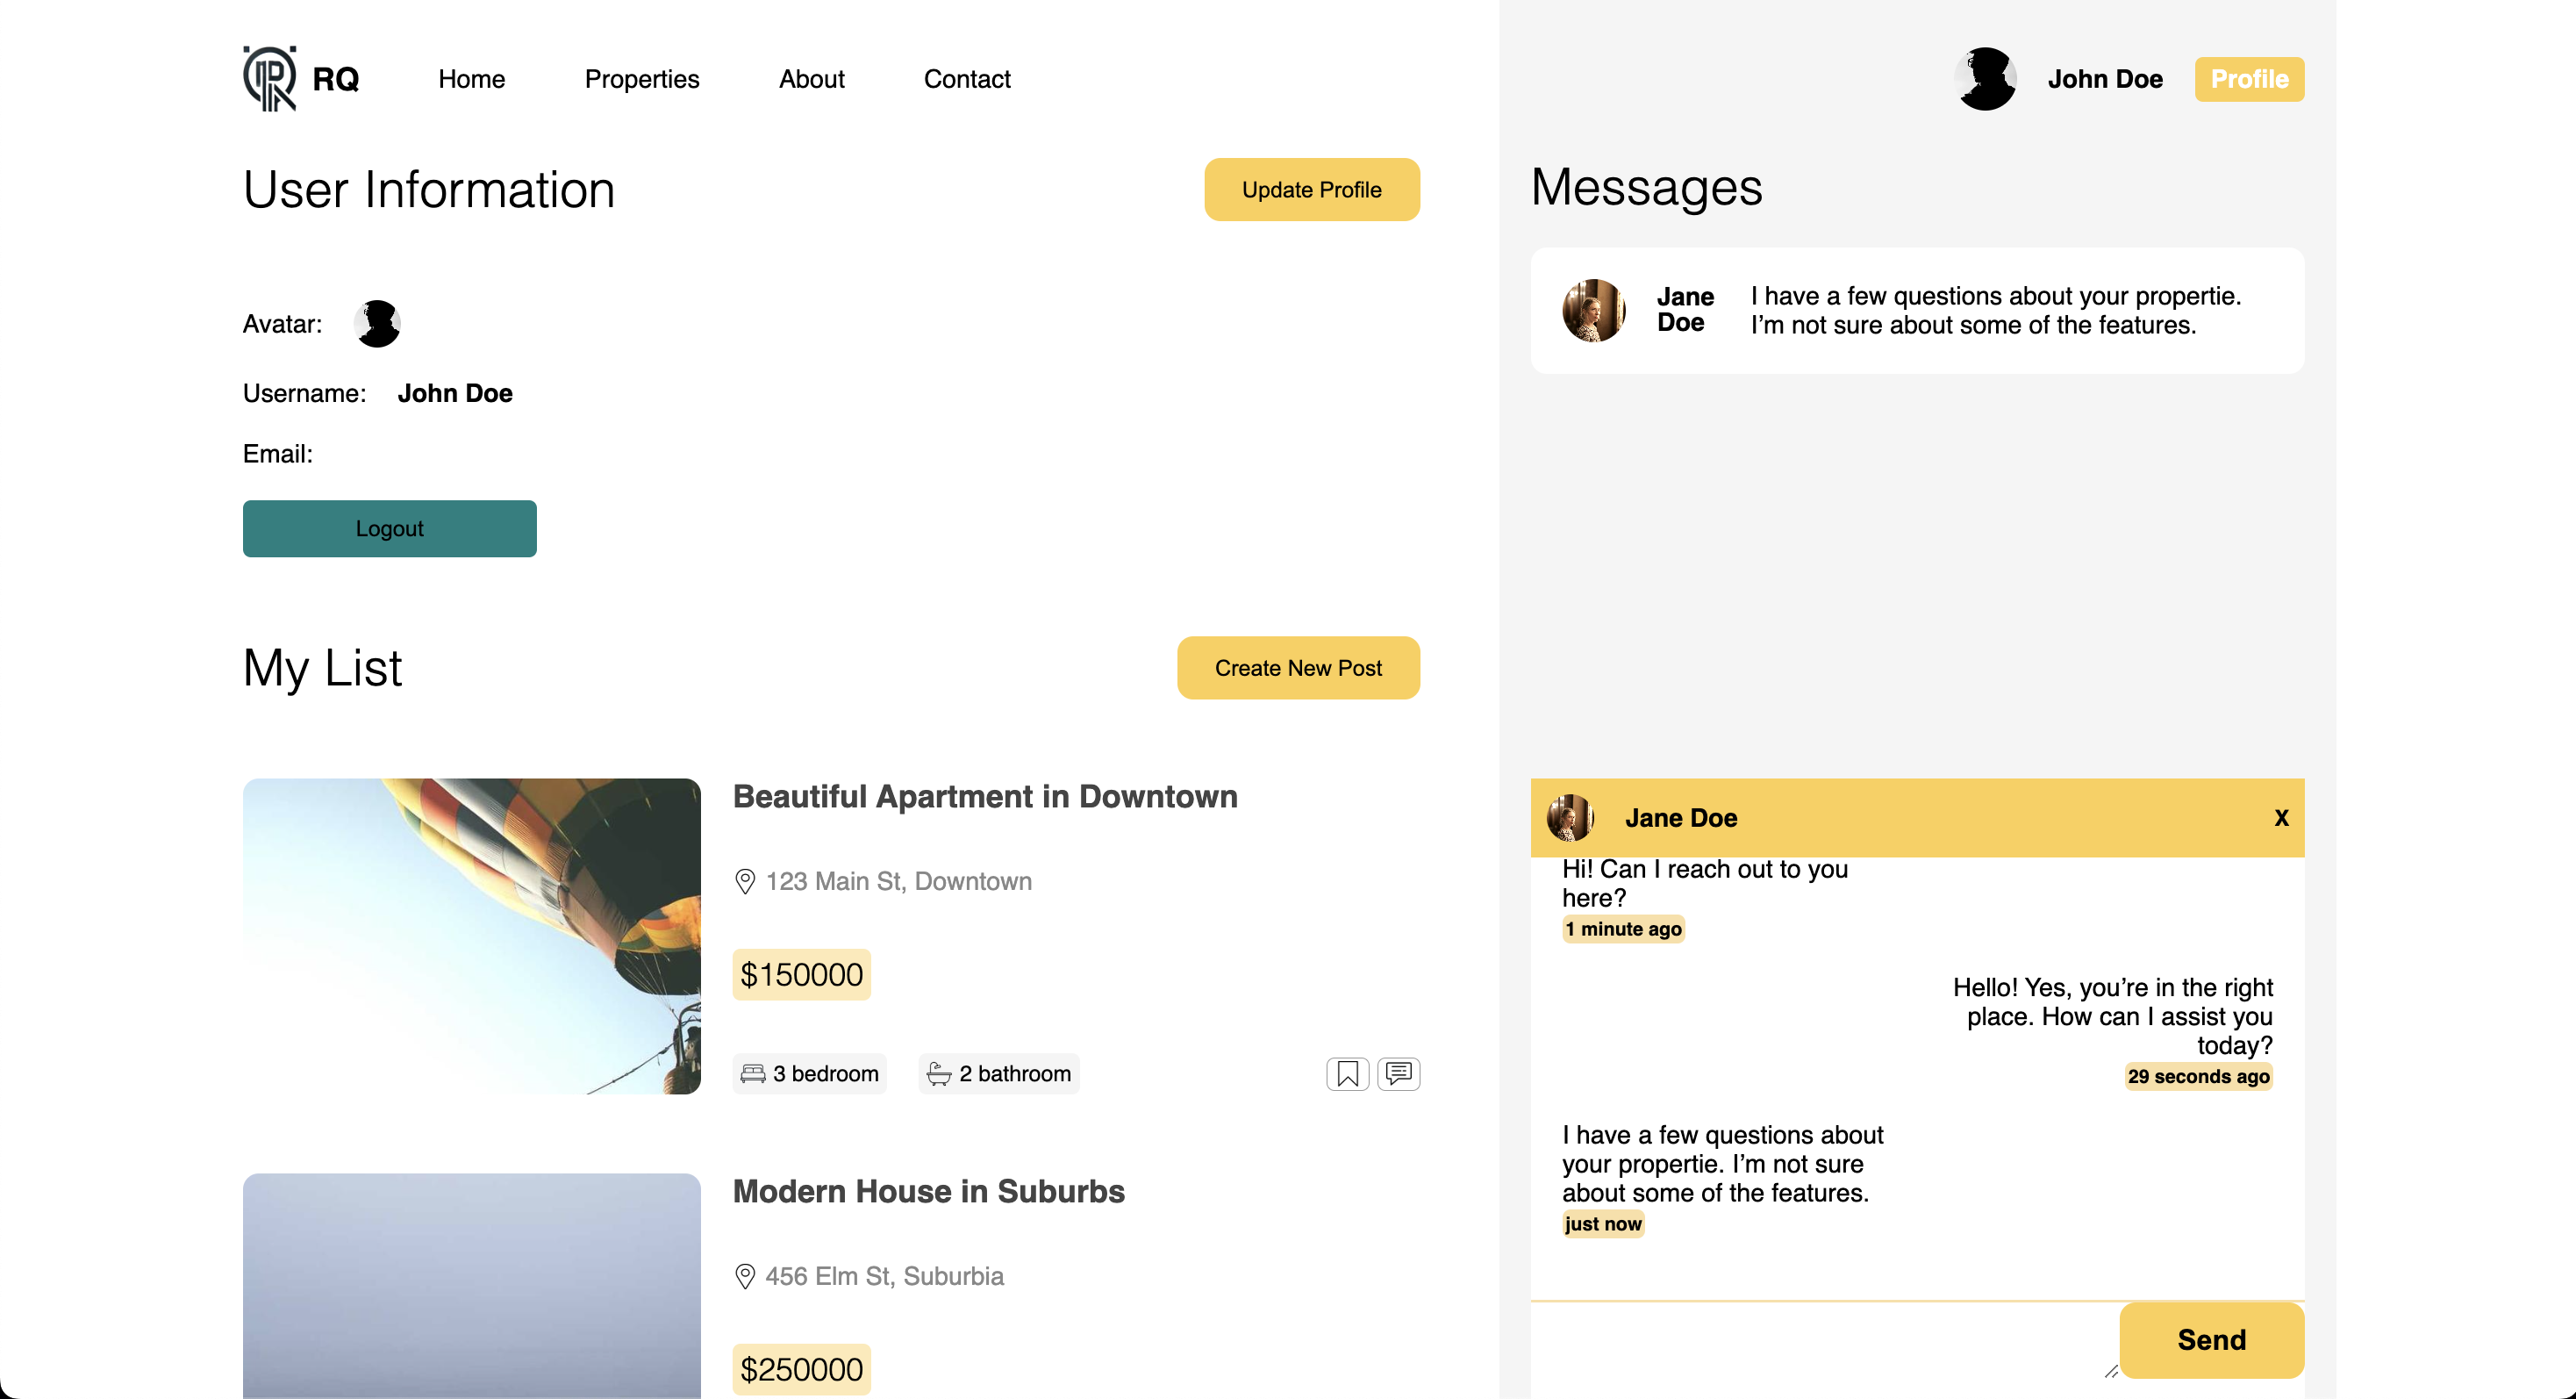 RQ
Home
Properties
About
Contact
John Doe
Profile
User Information
Update Profile
Avatar:
Username: John Doe
Email:
Logout
My List
Create New Post
Beautiful Apartment in Downtown
123 Main St, Downtown
$150000
3 bedroom
2 bathroom
Modern House in Suburbs
456 Elm St, Suburbia
$250000
Messages
Jane
Doe
I have a few questions about your propertie.
I’m not sure about some of the features.
Jane Doe
X
Hi! Can I reach out to you
here?
1 minute ago
Hello! Yes, you’re in the right
place. How can I assist you
today?
29 seconds ago
I have a few questions about
your propertie. I’m not sure
about some of the features.
just now
Send